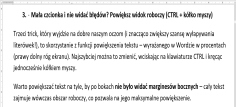 3. - Mała czcionka i nie widać błędów? Powiększ widok roboczy (CTRL + kółko myszy)
Trzeci trick, który wyjdzie na dobre naszym oczom (i znacząco zwiększy szansę wyłapywania
literówek!), to skorzystanie z funkcji powiększenia tekstu – wyrażanego w Wordzie w procentach
(prawy dolny róg ekranu). Najszybciej można to zmienić, wciskając na klawiaturze CTRL i kręcąc
jednocześnie kółkiem myszy.
Warto powiększać tekst na tyle, by po bokach nie było widać marginesów bocznych – cały tekst
zajmuje wówczas obszar roboczy, co pozwala na jego maksymalne powiększenie.